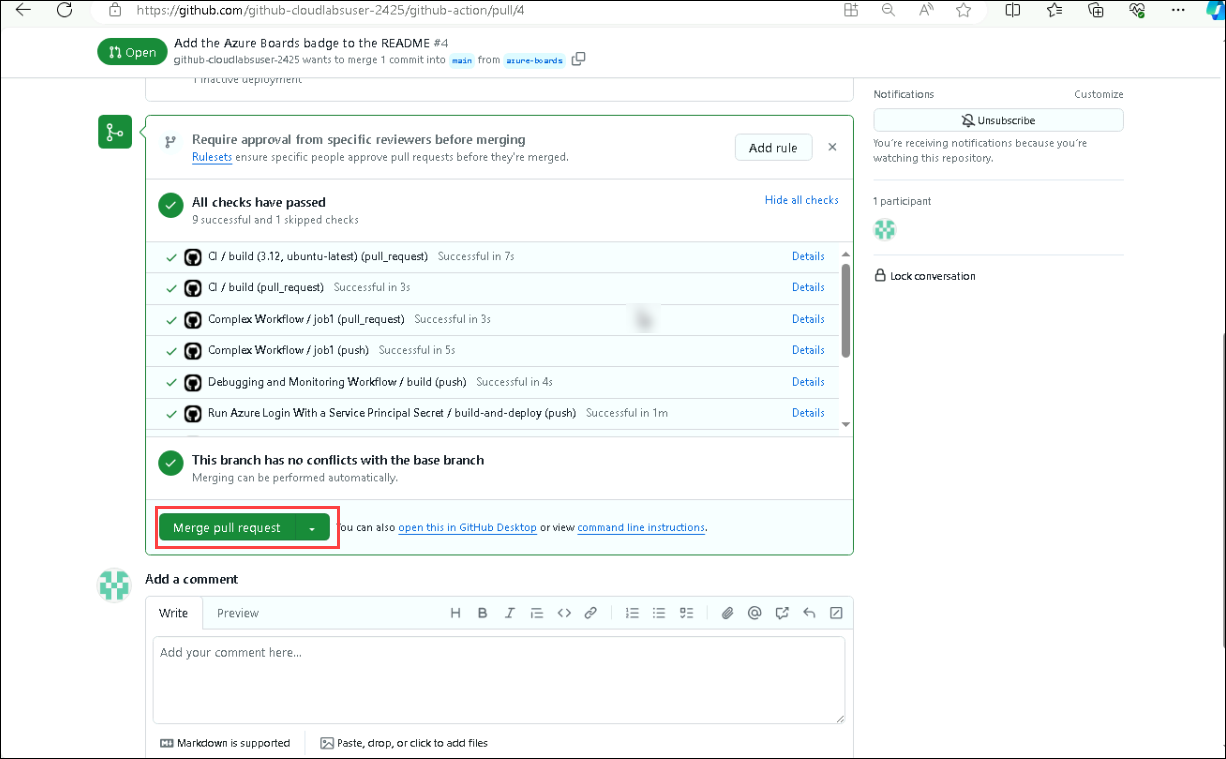 https://github.com/github-cloudlabsuser-2425/github-action/pull/4
Open
Add the Azure Boards badge to the README #4
github-cloudlabsuser-2425 wants to merge 1 commit into main from azure-boards
1 inactive deployment
Notifications
Customize
Unsubscribe
You're receiving notifications because you're
watching this repository.
1 participant
Lock conversation
Require approval from specific reviewers before merging
Rulesets ensure specific people approve pull requests before they're merged.
Add rule
All checks have passed
9 successful and 1 skipped checks
Hide all checks
CI / build (3.12, ubuntu-latest) (pull_request) Successful in 7s Details
CI / build (pull_request) Successful in 3s Details
Complex Workflow / job1 (pull_request) Successful in 3s Details
Complex Workflow / job1 (push) Successful in 5s Details
Debugging and Monitoring Workflow / build (push) Successful in 4s Details
Run Azure Login With a Service Principal Secret / build-and-deploy (push) Successful in 1m Details
This branch has no conflicts with the base branch
Merging can be performed automatically.
Merge pull request
You can also open this in GitHub Desktop or view command line instructions.
Add a comment
Write Preview
Add your comment here...
Markdown is supported
Paste, drop, or click to add files